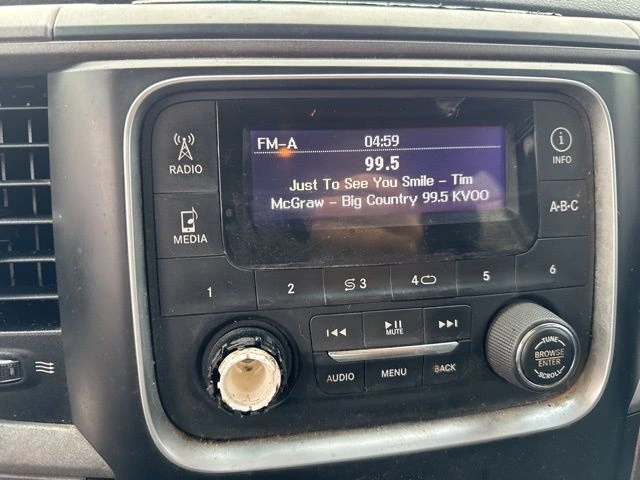 FM-A 04:59
99.5
Just To See You Smile - Tim
McGraw - Big Country 99.5 KVOO
RADIO
MEDIA
i
INFO
A-B-C
1 2 3 4 5 6
MUTE
AUDIO MENU BACK
TUNE
BROWSE
ENTER
SCROLL